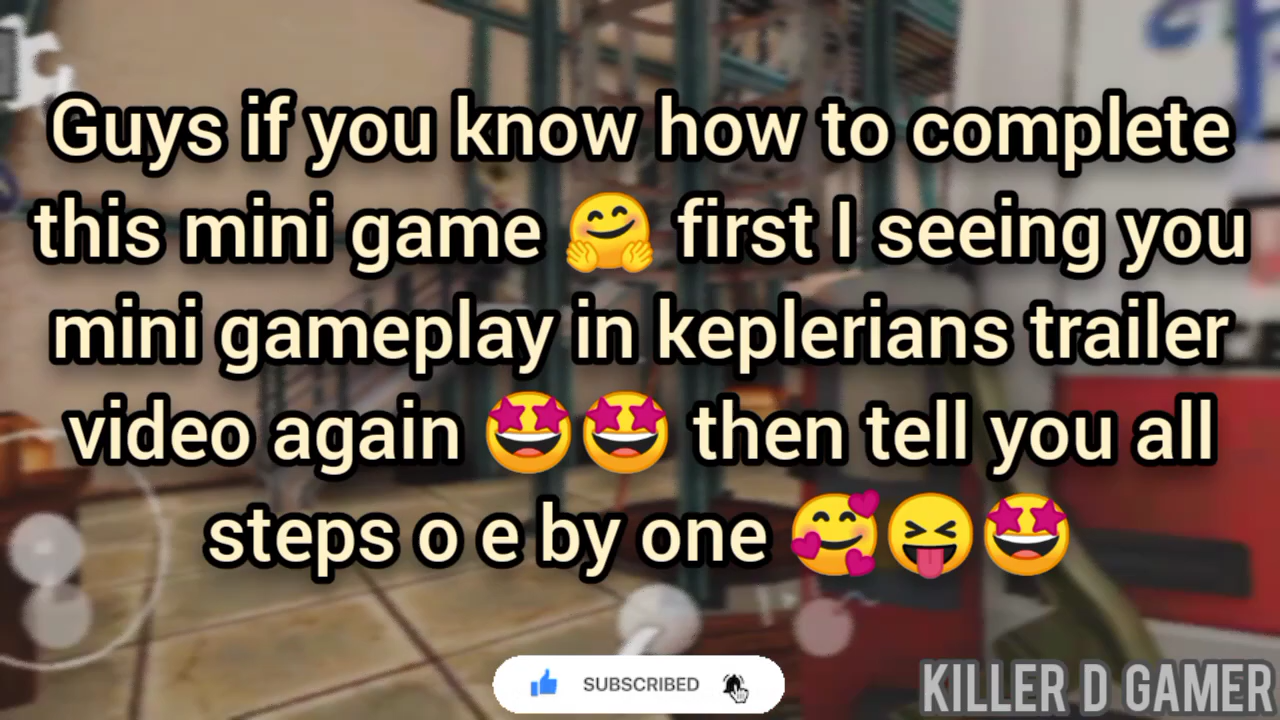 Guys if you know how to complete
this mini game 🤗 first I seeing you
mini gameplay in keplerians trailer
video again 🤩🤩 then tell you all
steps o e by one 🥰😝🤩
SUBSCRIBED
KILLER D GAMER